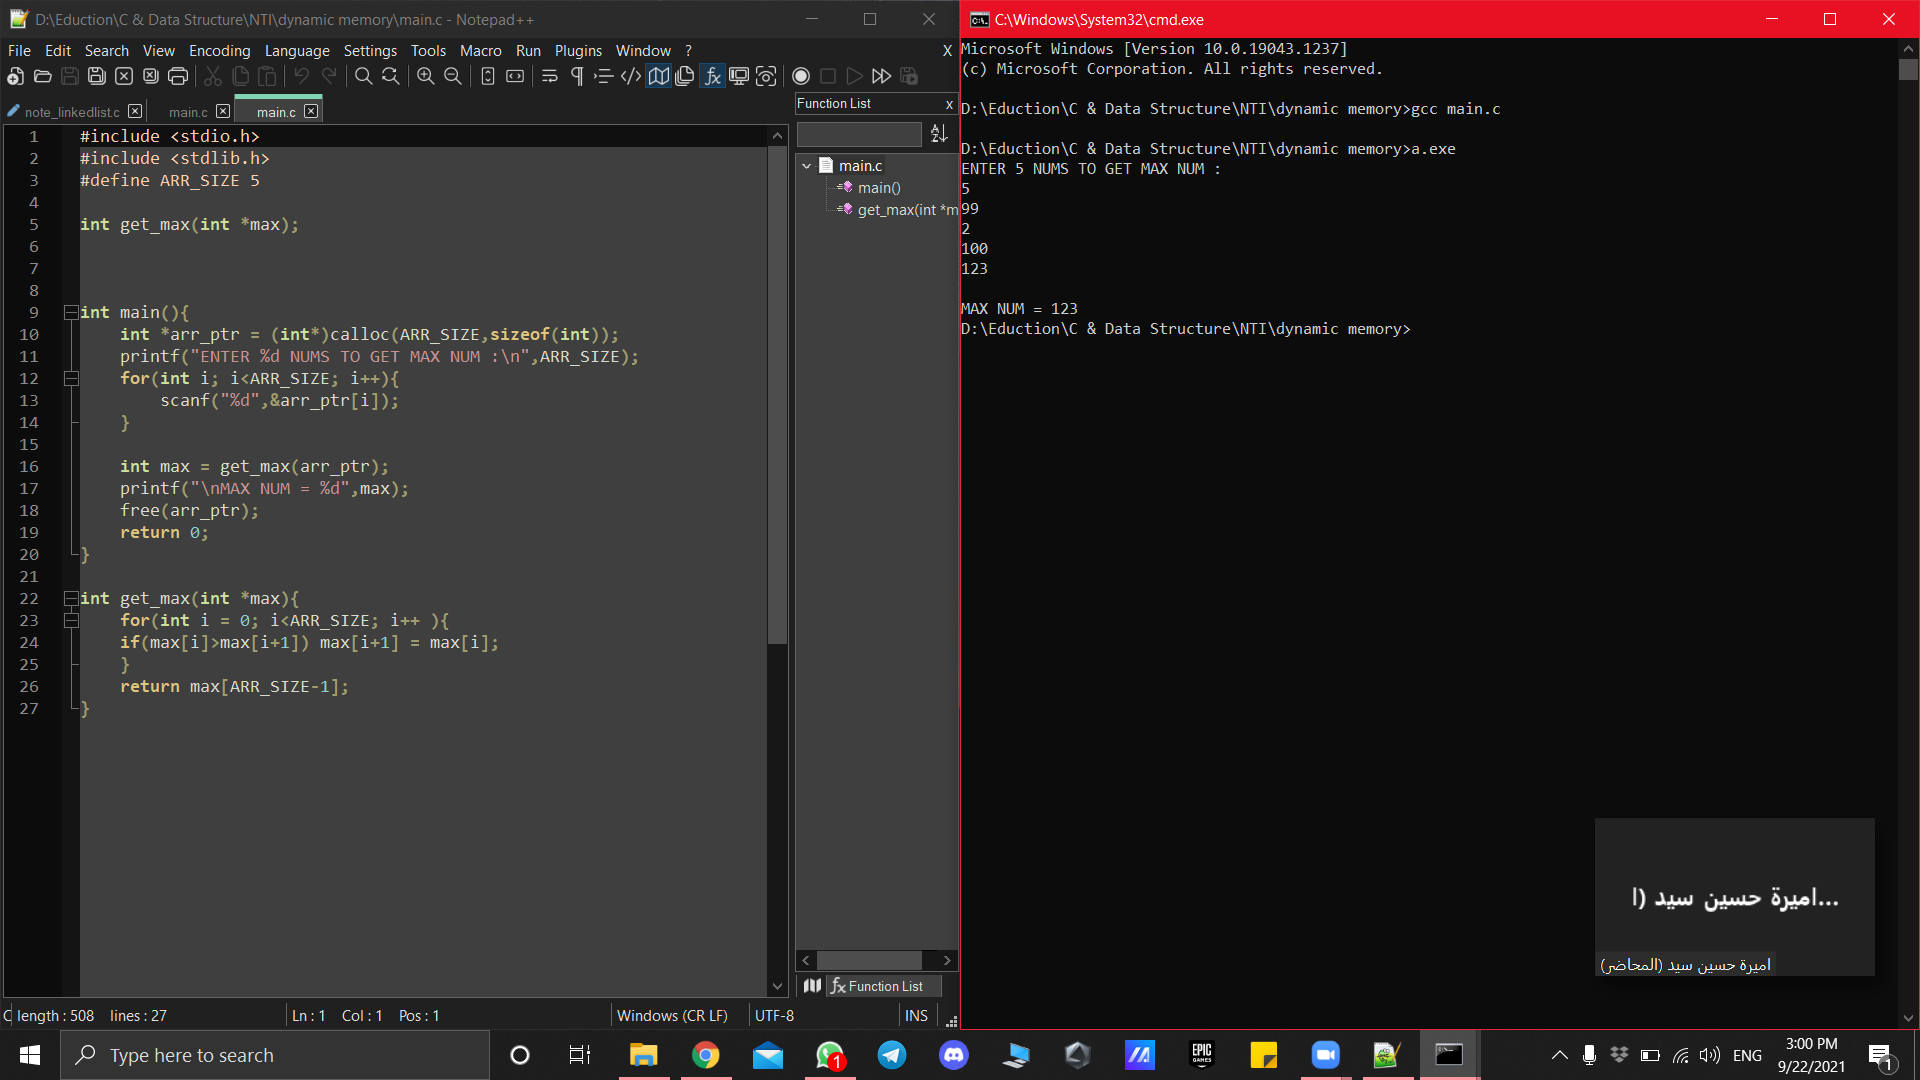 D:\Eduction\C & Data Structure\NTI\dynamic memory\main.c - Notepad++
File Edit Search View Encoding Language Settings Tools Macro Run Plugins Window ? X
note_linkedlist.c
main.c
main.c
1 #include <stdio.h>
2 #include <stdlib.h>
3 #define ARR_SIZE 5
4
5 int get_max(int *max);
6
7
8
9 int main(){
10 int *arr_ptr = (int*)calloc(ARR_SIZE,sizeof(int));
11 printf("ENTER %d NUMS TO GET MAX NUM :\n",ARR_SIZE);
12 for(int i; i<ARR_SIZE; i++){
13 scanf("%d",&arr_ptr[i]);
14 }
15
16 int max = get_max(arr_ptr);
17 printf("\nMAX NUM = %d",max);
18 free(arr_ptr);
19 return 0;
20 }
21
22 int get_max(int *max){
23 for(int i = 0; i<ARR_SIZE; i++ ){
24 if(max[i]>max[i+1]) max[i+1] = max[i];
25 }
26 return max[ARR_SIZE-1];
27 }
Function List x
main.c
main()
get_max(int *m
Function List
C length : 508 lines : 27 Ln : 1 Col : 1 Pos : 1 Windows (CR LF) UTF-8 INS
C:\Windows\System32\cmd.exe
Microsoft Windows [Version 10.0.19043.1237]
(c) Microsoft Corporation. All rights reserved.
D:\Eduction\C & Data Structure\NTI\dynamic memory>gcc main.c
D:\Eduction\C & Data Structure\NTI\dynamic memory>a.exe
ENTER 5 NUMS TO GET MAX NUM :
5
99
2
100
123
MAX NUM = 123
D:\Eduction\C & Data Structure\NTI\dynamic memory>
اميرة حسين سيد (ا...
اميرة حسين سيد (المحاضر)
Type here to search
1
EPIC GAMES
ENG
3:00 PM
9/22/2021
1